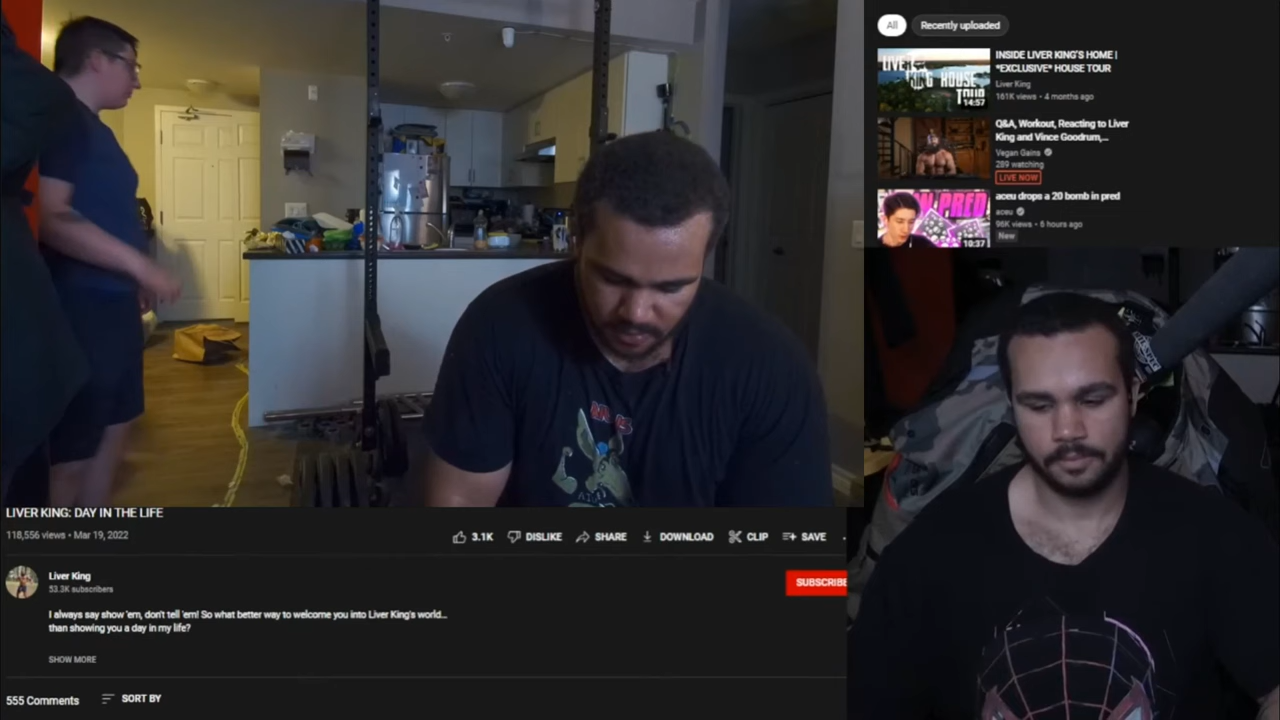 All
Recently uploaded
INSIDE LIVER KING'S HOME |
*EXCLUSIVE* HOUSE TOUR
Liver King
161K views • 4 months ago
14:57
Q&A, Workout, Reacting to Liver
King and Vince Goodrum,...
Vegan Gains
289 watching
LIVE NOW
aceu drops a 20 bomb in pred
aceu
96K views • 6 hours ago
New
10:37
LIVER KING: DAY IN THE LIFE
118,556 views • Mar 19, 2022
3.1K
DISLIKE
SHARE
DOWNLOAD
CLIP
SAVE
Liver King
53.3K subscribers
SUBSCRIBE
I always say show 'em, don't tell 'em! So what better way to welcome you into Liver King's world...
than showing you a day in my life?
SHOW MORE
555 Comments
SORT BY